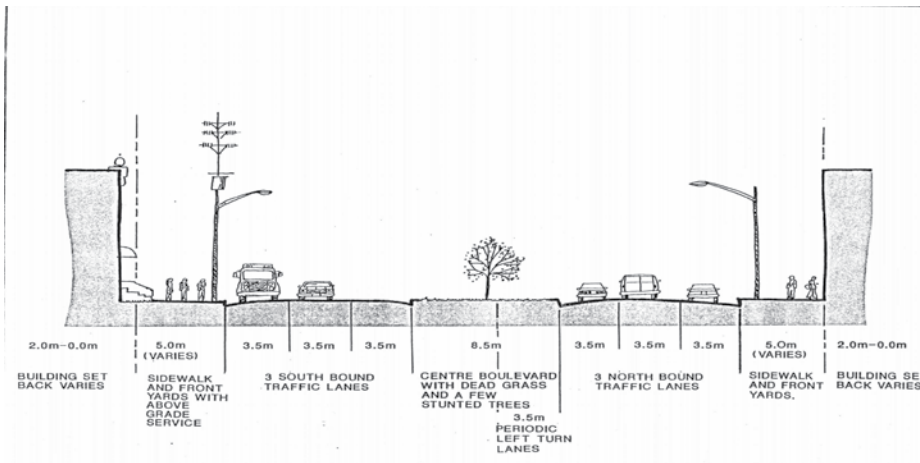 2.0m-0.0m
5.0m
(VARIES)
3.5m
3.5m
3.5m
8.5m
3.5m
3.5m
3.5m
5.0m
(VARIES)
2.0m-0.0m
BUILDING SET
BACK VARIES
SIDEWALK
AND FRONT
YARDS WITH
ABOVE
GRADE
SERVICE
3 SOUTH BOUND
TRAFFIC LANES
CENTRE BOULEVARD
WITH DEAD GRASS
AND A FEW
STUNTED TREES
3.5m
PERIODIC
LEFT TURN
LANES
3 NORTH BOUND
TRAFFIC LANES
SIDEWALK
AND FRONT
YARDS.
BUILDING SE
BACK VARIES